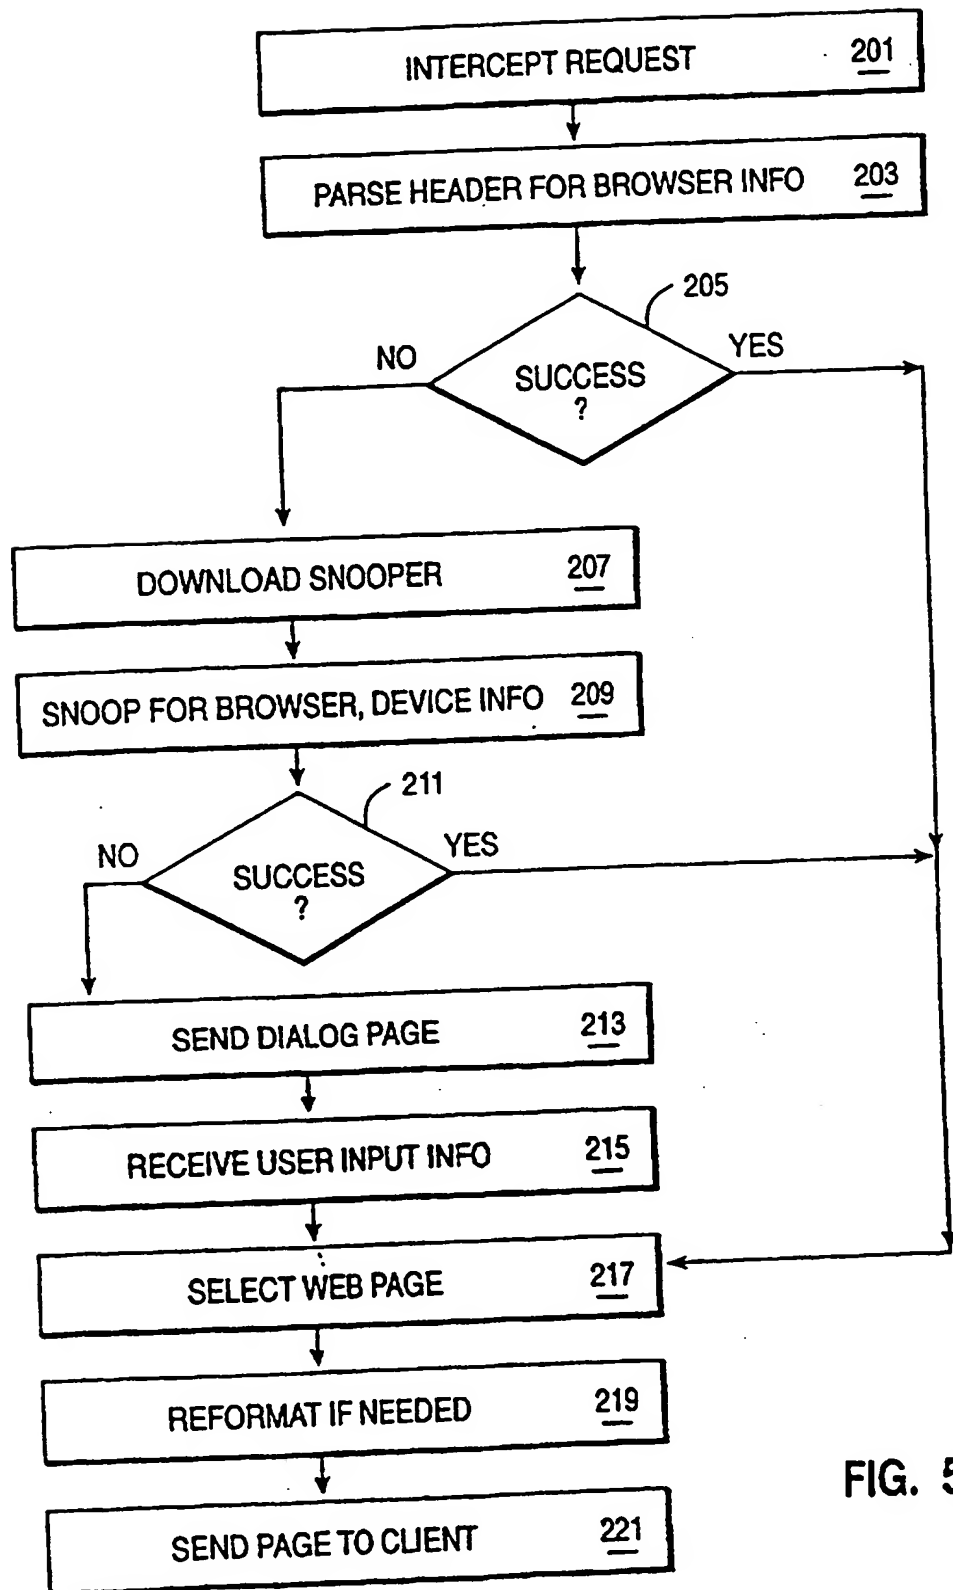 INTERCEPT REQUEST 201
PARSE HEADER FOR BROWSER INFO 203
205
NO
YES
SUCCESS
?
DOWNLOAD SNOOPER 207
SNOOP FOR BROWSER, DEVICE INFO 209
211
NO
YES
SUCCESS
?
SEND DIALOG PAGE 213
RECEIVE USER INPUT INFO 215
SELECT WEB PAGE 217
REFORMAT IF NEEDED 219
FIG. 5
SEND PAGE TO CLIENT 221